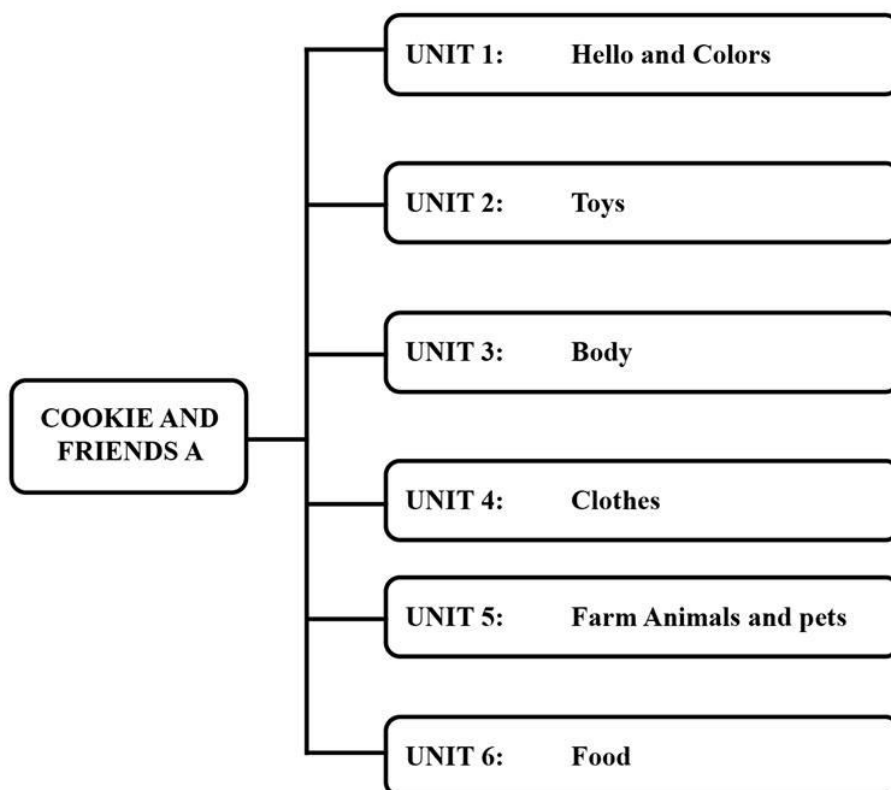 UNIT 1: Hello and Colors
UNIT 2: Toys
UNIT 3: Body
COOKIE AND
FRIENDS A
UNIT 4: Clothes
UNIT 5: Farm Animals and pets
UNIT 6: Food